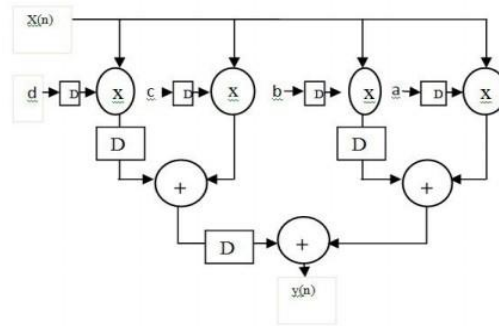 X(n)
d D X c D X b D X a D X
D D
+ +
D +
y(n)